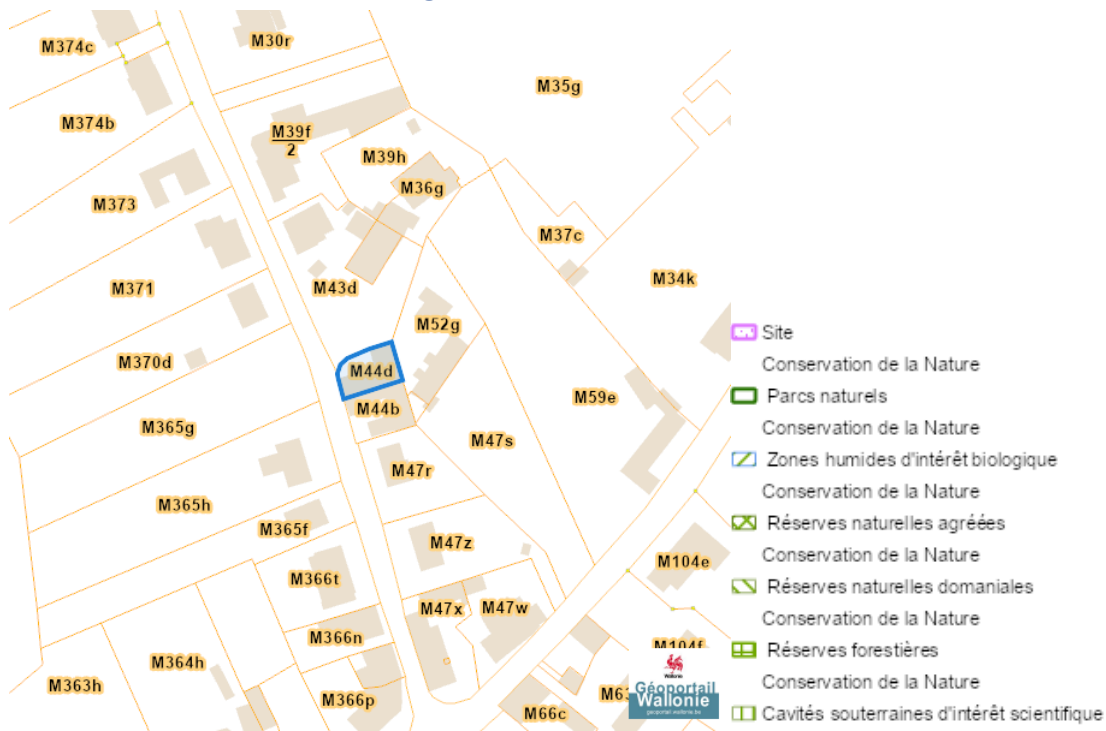 M374c
M30r
M35g
M374b
M39f
2
M39h
M36g
M373
M37c
M34k
M371
M43d
M52g
M370d
M44d
M59e
M44b
M365g
M47s
M47r
M365h
M365f
M47z
M104e
M366t
M47x
M47w
M366n
M104f
M364h
M363h
M366p
M66c
Wallonie
Géoportail
Wallonie
geoportail.wallonie.be
Site
Conservation de la Nature
Parcs naturels
Conservation de la Nature
Zones humides d'intérêt biologique
Conservation de la Nature
Réserves naturelles agréées
Conservation de la Nature
Réserves naturelles domaniales
Conservation de la Nature
Réserves forestières
Conservation de la Nature
Cavités souterraines d'intérêt scientifique